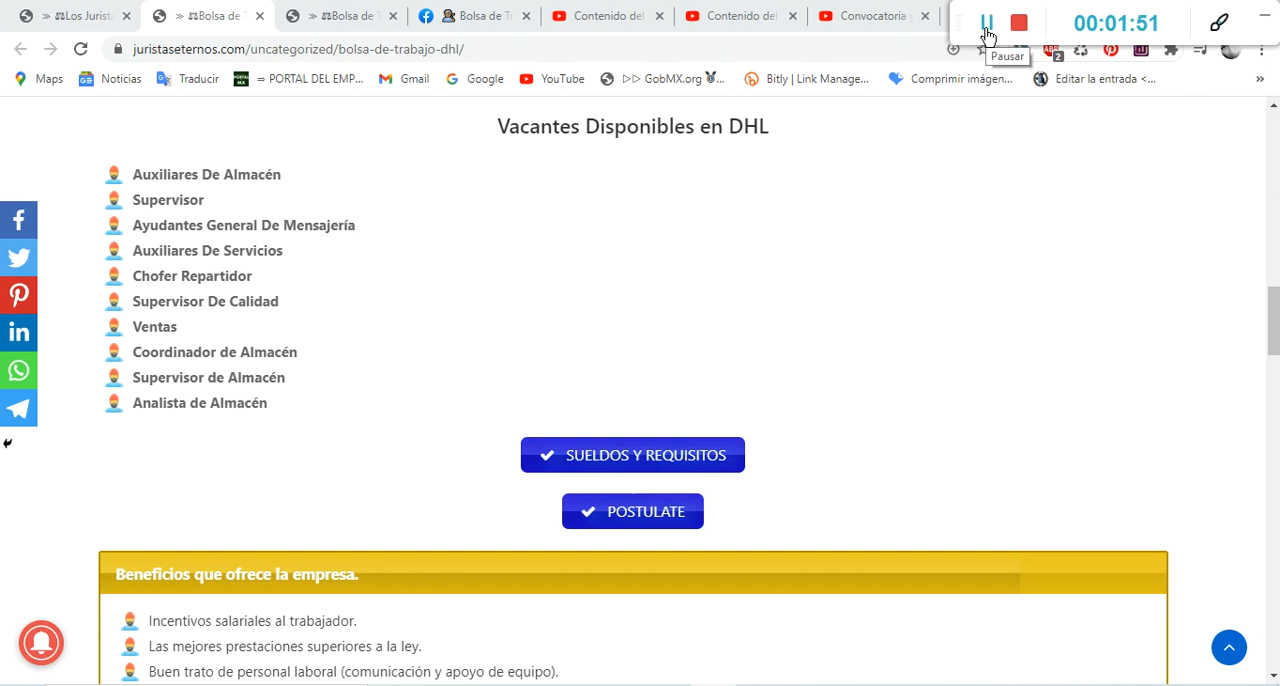 » ⚖Los Jurista
» ⚖Bolsa de T
» ⚖Bolsa de T
Bolsa de Tr
Contenido del
Contenido del
Convocatoria y
00:01:51
juristaseternos.com/uncategorized/bolsa-de-trabajo-dhl/
Pausar
2
Maps
Noticias
Traducir
= PORTAL DEL EMP...
Gmail
Google
YouTube
▷▷ GobMX.org
Bitly | Link Manage...
Comprimir imágen...
Editar la entrada <...
»
Vacantes Disponibles en DHL
Auxiliares De Almacén
Supervisor
Ayudantes General De Mensajería
Auxiliares De Servicios
Chofer Repartidor
Supervisor De Calidad
Ventas
Coordinador de Almacén
Supervisor de Almacén
Analista de Almacén
SUELDOS Y REQUISITOS
POSTULATE
Beneficios que ofrece la empresa.
Incentivos salariales al trabajador.
Las mejores prestaciones superiores a la ley.
Buen trato de personal laboral (comunicación y apoyo de equipo).